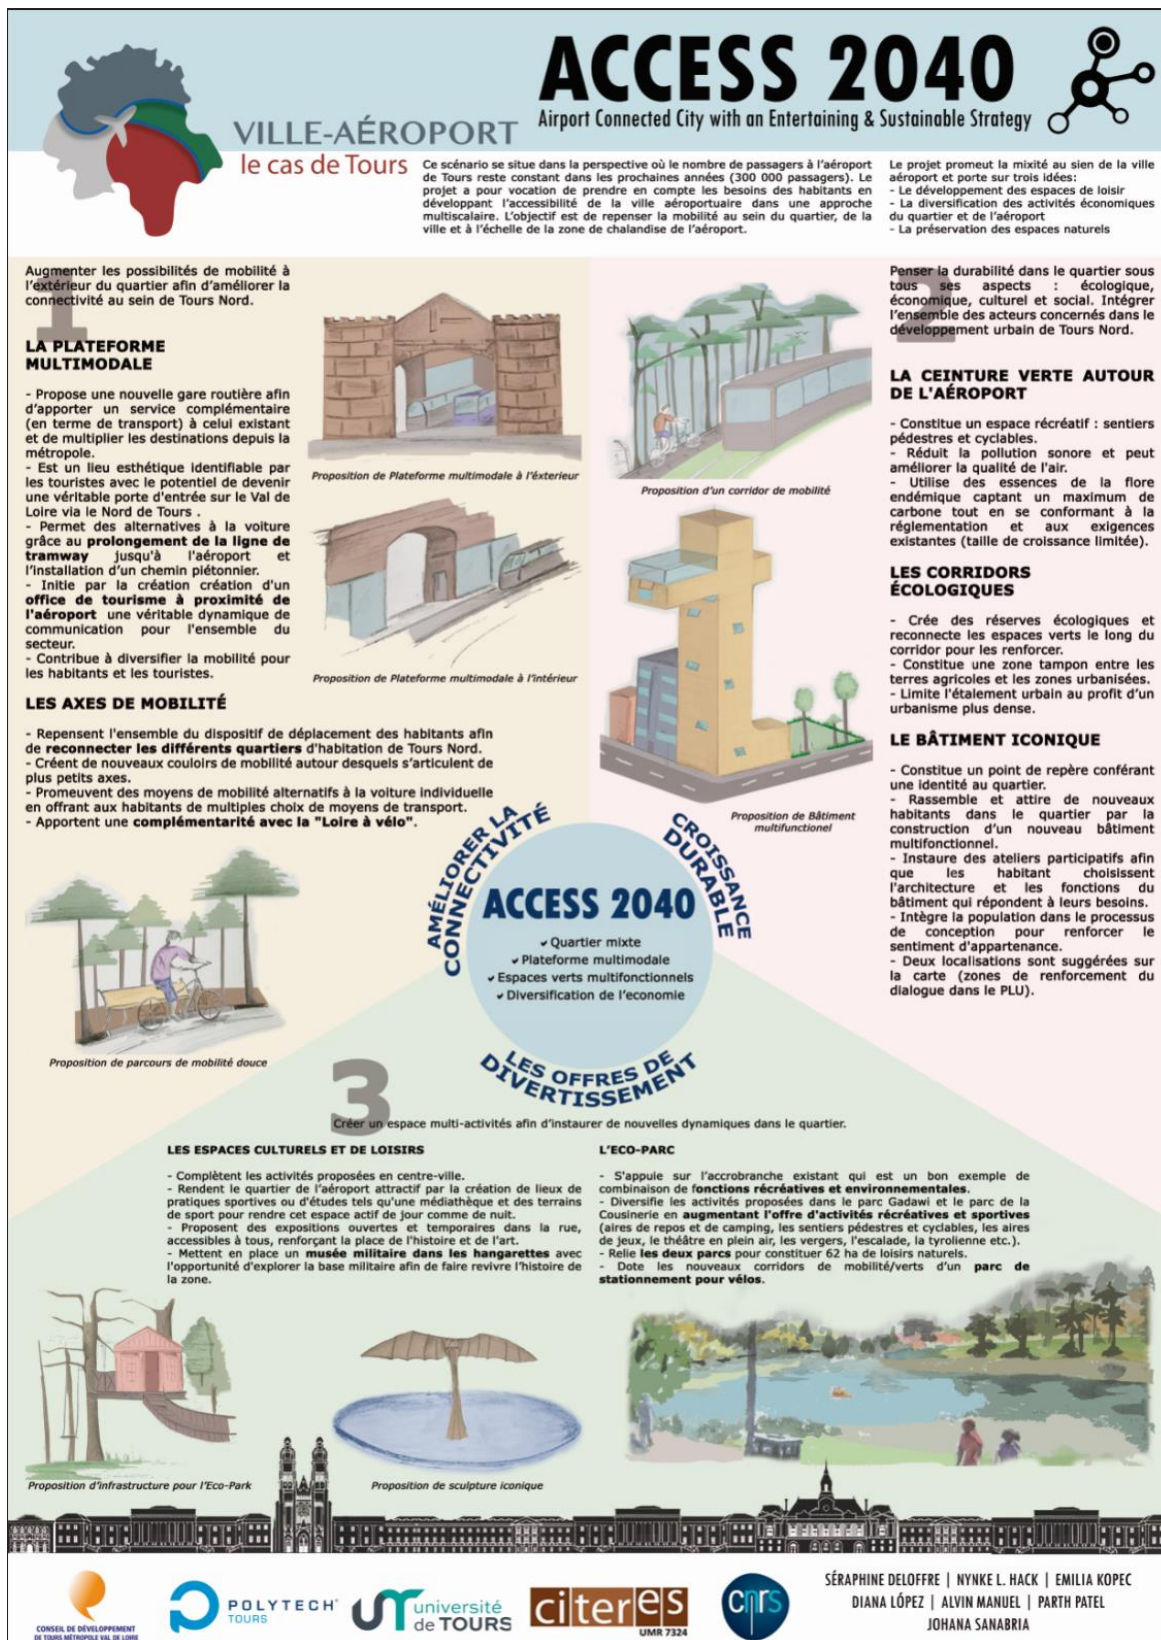 ACCESS 2040
Airport Connected City with an Entertaining & Sustainable Strategy
VILLE-AÉROPORT
le cas de Tours
Ce scénario se situe dans la perspective où le nombre de passagers à l'aéroport
de Tours reste constant dans les prochaines années (300 000 passagers). Le
projet a pour vocation de prendre en compte les besoins des habitants en
développant l'accessibilité de la ville aéroportuaire dans une approche
multiscalaire. L'objectif est de repenser la mobilité au sein du quartier, de la
ville et à l'échelle de la zone de chalandise de l'aéroport.
Le projet promeut la mixité au sien de la ville
aéroport et porte sur trois idées:
- Le développement des espaces de loisir
- La diversification des activités économiques
du quartier et de l'aéroport
- La préservation des espaces naturels
1
Augmenter les possibilités de mobilité à
l'extérieur du quartier afin d'améliorer la
connectivité au sein de Tours Nord.
LA PLATEFORME
MULTIMODALE
- Propose une nouvelle gare routière afin
d'apporter un service complémentaire
(en terme de transport) à celui existant
et de multiplier les destinations depuis la
métropole.
- Est un lieu esthétique identifiable par
les touristes avec le potentiel de devenir
une véritable porte d'entrée sur le Val de
Loire via le Nord de Tours .
- Permet des alternatives à la voiture
grâce au prolongement de la ligne de
tramway jusqu'à l'aéroport et
l'installation d'un chemin piétonnier.
- Initie par la création création d'un
office de tourisme à proximité de
l'aéroport une véritable dynamique de
communication pour l'ensemble du
secteur.
- Contribue à diversifier la mobilité pour
les habitants et les touristes.
Proposition de Plateforme multimodale à l'éxterieur
Proposition de Plateforme multimodale à l'intérieur
LES AXES DE MOBILITÉ
- Repensent l'ensemble du dispositif de déplacement des habitants afin
de reconnecter les différents quartiers d'habitation de Tours Nord.
- Créent de nouveaux couloirs de mobilité autour desquels s'articulent de
plus petits axes.
- Promeuvent des moyens de mobilité alternatifs à la voiture individuelle
en offrant aux habitants de multiples choix de moyens de transport.
- Apportent une complémentarité avec la "Loire à vélo".
Proposition de parcours de mobilité douce
2
Penser la durabilité dans le quartier sous
tous ses aspects : écologique,
économique, culturel et social. Intégrer
l'ensemble des acteurs concernés dans le
développement urbain de Tours Nord.
Proposition d'un corridor de mobilité
Proposition de Bâtiment
multifunctionel
LA CEINTURE VERTE AUTOUR
DE L'AÉROPORT
- Constitue un espace récréatif : sentiers
pédestres et cyclables.
- Réduit la pollution sonore et peut
améliorer la qualité de l'air.
- Utilise des essences de la flore
endémique captant un maximum de
carbone tout en se conformant à la
réglementation et aux exigences
existantes (taille de croissance limitée).
LES CORRIDORS
ÉCOLOGIQUES
- Crée des réserves écologiques et
reconnecte les espaces verts le long du
corridor pour les renforcer.
- Constitue une zone tampon entre les
terres agricoles et les zones urbanisées.
- Limite l'étalement urbain au profit d'un
urbanisme plus dense.
LE BÂTIMENT ICONIQUE
- Constitue un point de repère conférant
une identité au quartier.
- Rassemble et attire de nouveaux
habitants dans le quartier par la
construction d'un nouveau bâtiment
multifonctionnel.
- Instaure des ateliers participatifs afin
que les habitant choisissent
l'architecture et les fonctions du
bâtiment qui répondent à leurs besoins.
- Intègre la population dans le processus
de conception pour renforcer le
sentiment d'appartenance.
- Deux localisations sont suggérées sur
la carte (zones de renforcement du
dialogue dans le PLU).
AMÉLIORER LA
CONNECTIVITÉ
CROISSANCE
DURABLE
ACCESS 2040
✓ Quartier mixte
✓ Plateforme multimodale
✓ Espaces verts multifonctionnels
✓ Diversification de l'economie
LES OFFRES DE
DIVERTISSEMENT
3
Créer un espace multi-activités afin d'instaurer de nouvelles dynamiques dans le quartier.
LES ESPACES CULTURELS ET DE LOISIRS
- Complètent les activités proposées en centre-ville.
- Rendent le quartier de l'aéroport attractif par la création de lieux de
pratiques sportives ou d'études tels qu'une médiathèque et des terrains
de sport pour rendre cet espace actif de jour comme de nuit.
- Proposent des expositions ouvertes et temporaires dans la rue,
accessibles à tous, renforçant la place de l'histoire et de l'art.
- Mettent en place un musée militaire dans les hangarettes avec
l'opportunité d'explorer la base militaire afin de faire revivre l'histoire de
la zone.
L'ECO-PARC
- S'appuie sur l'accrobranche existant qui est un bon exemple de
combinaison de fonctions récréatives et environnementales.
- Diversifie les activités proposées dans le parc Gadawi et le parc de la
Cousinerie en augmentant l'offre d'activités récréatives et sportives
(aires de repos et de camping, les sentiers pédestres et cyclables, les aires
de jeux, le théâtre en plein air, les vergers, l'escalade, la tyrolienne etc.).
- Relie les deux parcs pour constituer 62 ha de loisirs naturels.
- Dote les nouveaux corridors de mobilité/verts d'un parc de
stationnement pour vélos.
Proposition d'infrastructure pour l'Eco-Park
Proposition de sculpture iconique
CONSEIL DE DÉVELOPPEMENT
DE TOURS MÉTROPOLE VAL DE LOIRE
POLYTECH
TOURS
université
de TOURS
citeres
UMR 7324
cnrs
SÉRAPHINE DELOFFRE | NYNKE L. HACK | EMILIA KOPEC
DIANA LÓPEZ | ALVIN MANUEL | PARTH PATEL
JOHANA SANABRIA